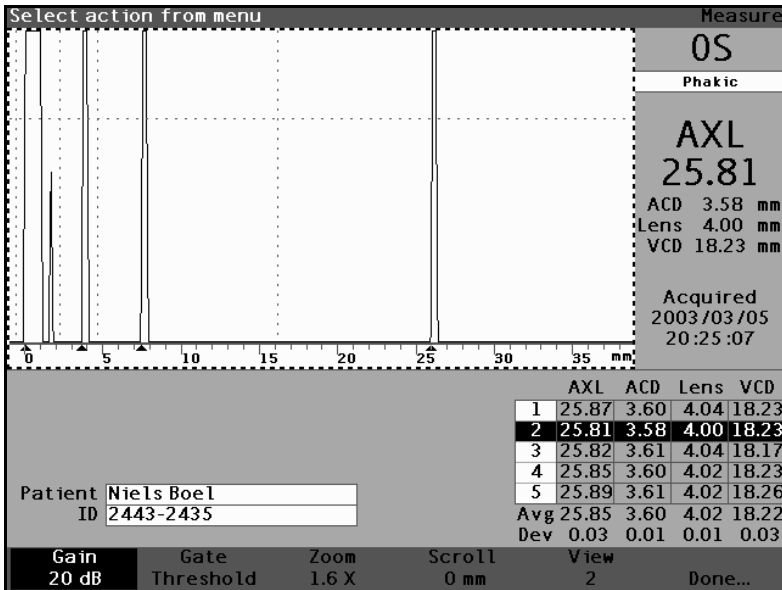 Select action from menu Measure
OS
Phakic
AXL
25.81
ACD 3.58 mm
Lens 4.00 mm
VCD 18.23 mm
Acquired
2003/03/05
20:25:07
0 5 10 15 20 25 30 35 mm
AXL ACD Lens VCD
1 25.87 3.60 4.04 18.23
2 25.81 3.58 4.00 18.23
3 25.82 3.61 4.04 18.17
4 25.85 3.60 4.02 18.23
5 25.89 3.61 4.02 18.26
Avg 25.85 3.60 4.02 18.22
Dev 0.03 0.01 0.01 0.03
Patient Niels Boel
ID 2443-2435
Gain Gate Zoom Scroll View
20 dB Threshold 1.6 X 0 mm 2 Done...